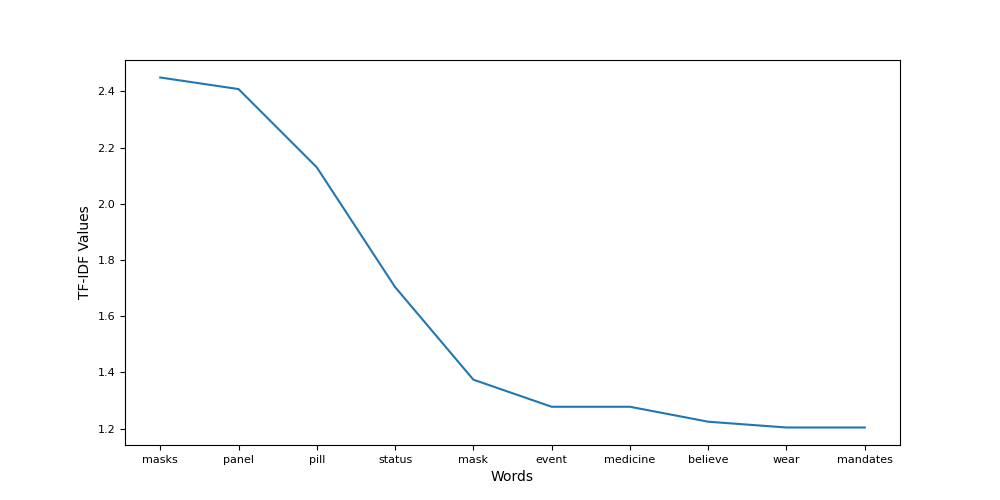 2.4
2.2
2.0
1.8
1.6
1.4
1.2
TF-IDF Values
masks panel pill status mask event medicine believe wear mandates
Words